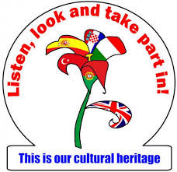 Listen, look and take part in!
This is our cultural heritage